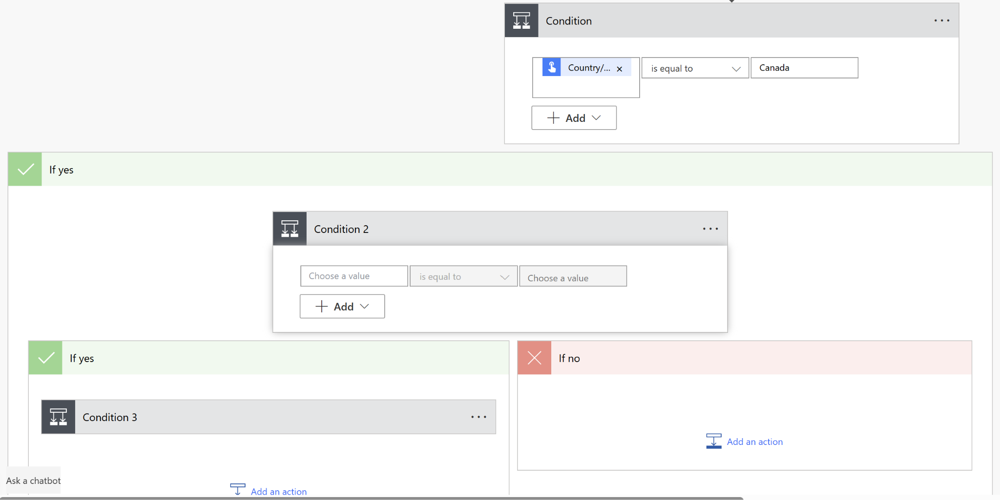 Condition
Country/...
is equal to
Canada
Add
If yes
Condition 2
Choose a value
is equal to
Choose a value
Add
If yes
If no
Condition 3
Add an action
Ask a chatbot
Add an action